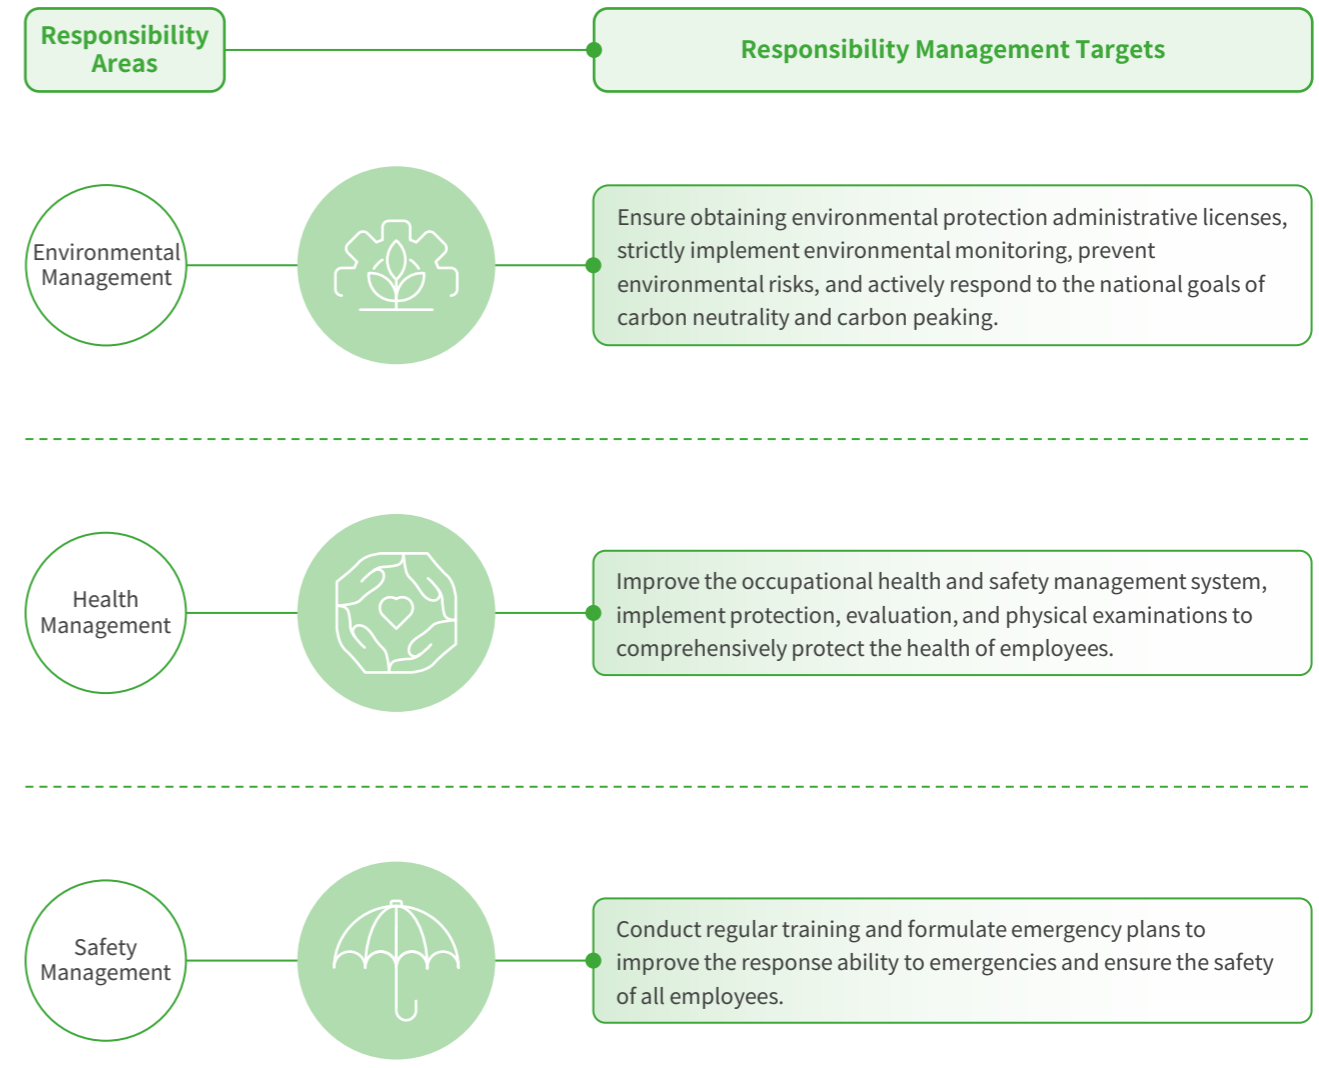 Responsibility
Areas
Responsibility Management Targets
Environmental
Management
Ensure obtaining environmental protection administrative licenses,
strictly implement environmental monitoring, prevent
environmental risks, and actively respond to the national goals of
carbon neutrality and carbon peaking.
Health
Management
Improve the occupational health and safety management system,
implement protection, evaluation, and physical examinations to
comprehensively protect the health of employees.
Safety
Management
Conduct regular training and formulate emergency plans to
improve the response ability to emergencies and ensure the safety
of all employees.